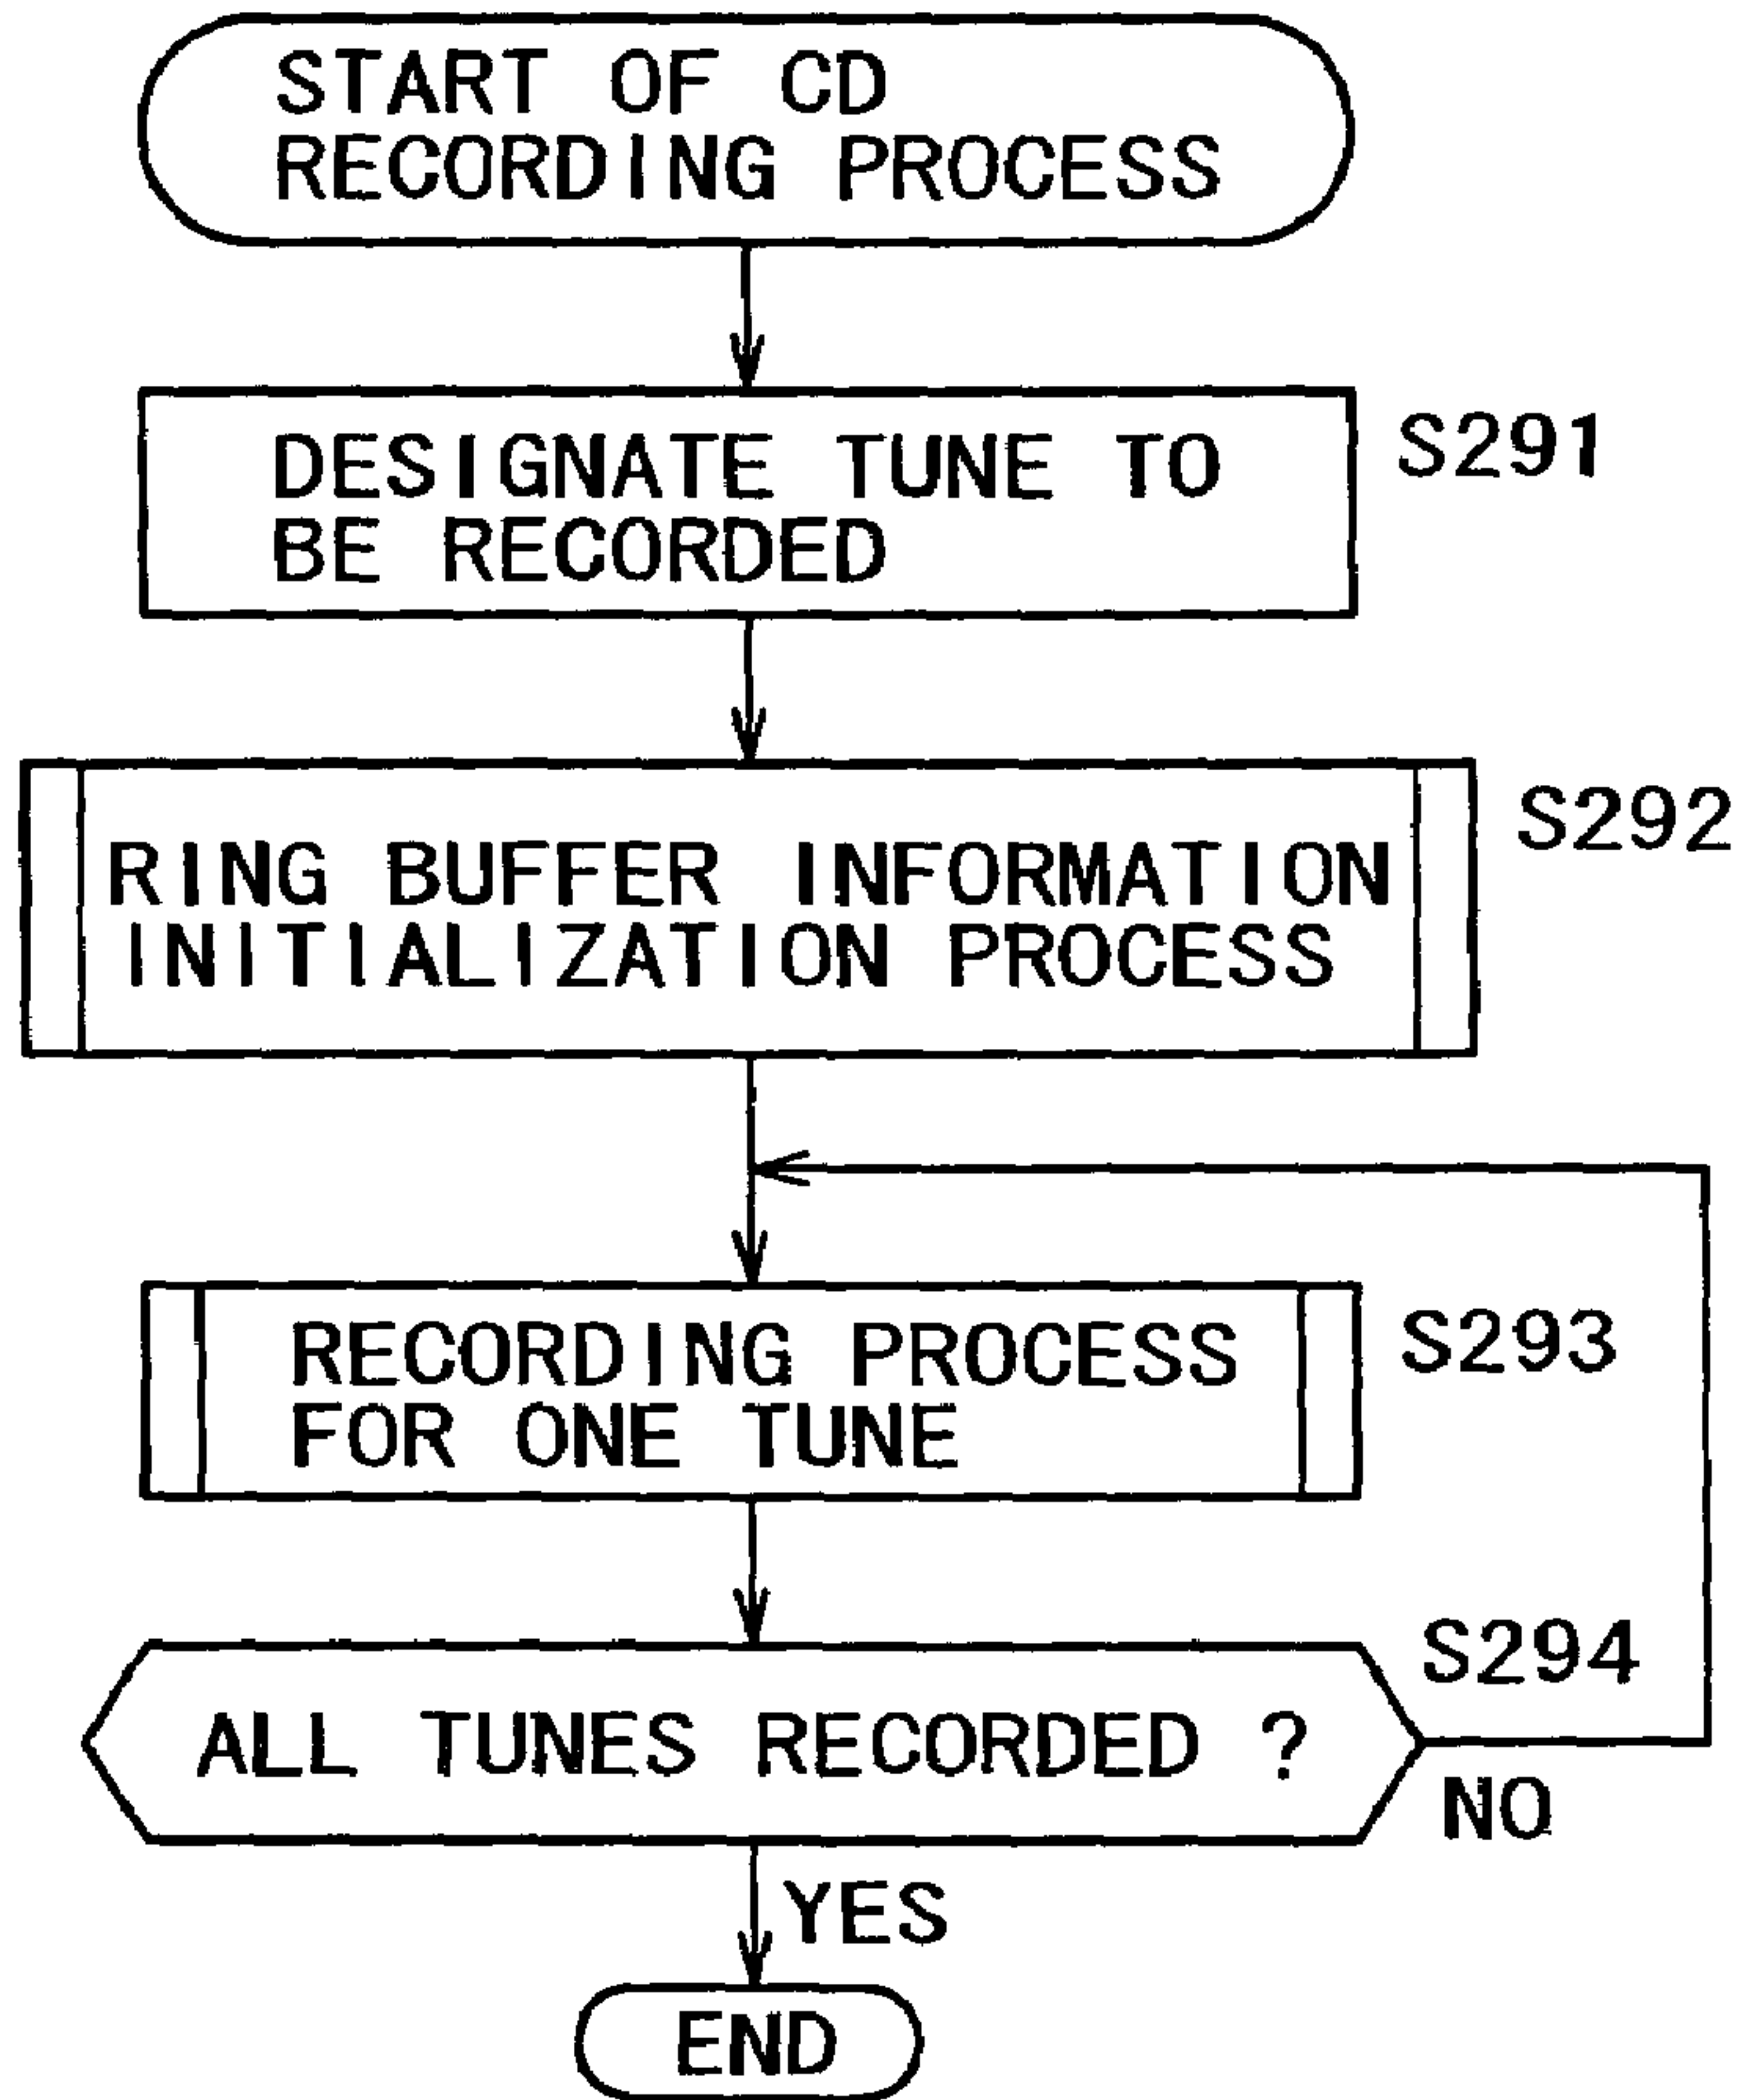 START OF CD
RECORDING PROCESS
DESIGNATE TUNE TO
BE RECORDED
S291
RING BUFFER INFORMATION
INITIALIZATION PROCESS
S292
RECORDING PROCESS
FOR ONE TUNE
S293
S294
ALL TUNES RECORDED ?
NO
YES
END